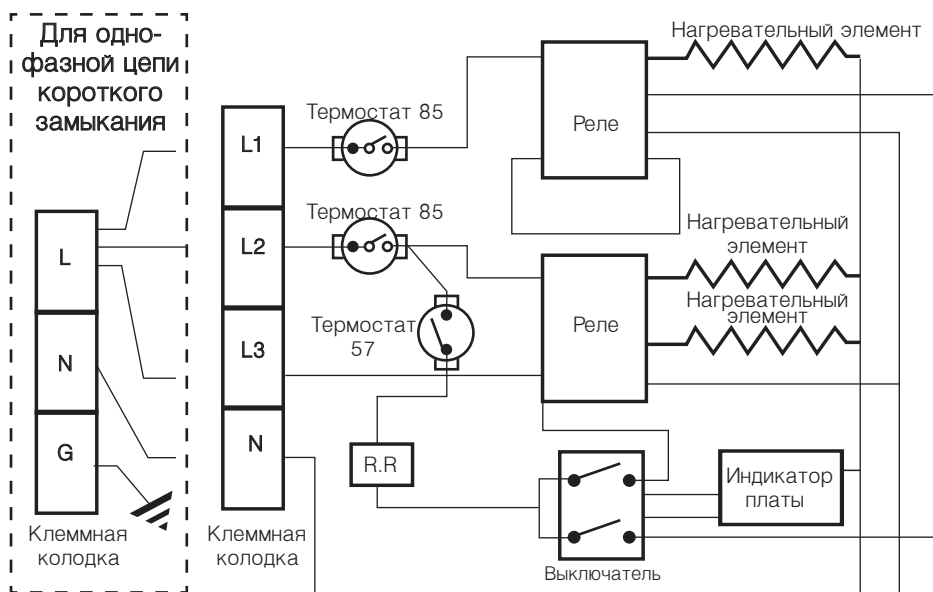 Для одно-
фазной цепи
короткого
замыкания
L
N
G
Клеммная
колодка
L1
L2
L3
N
Клеммная
колодка
Термостат 85
Термостат 85
Термостат
57
R.R
Реле
Реле
Нагревательный элемент
Нагревательный
элемент
Нагревательный
элемент
Индикатор
платы
Выключатель